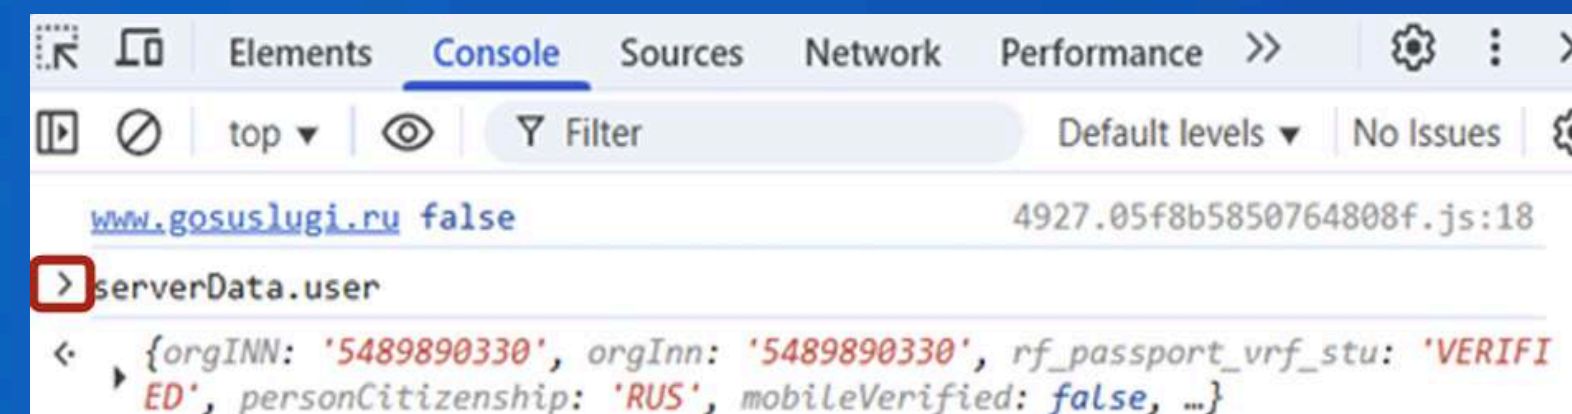 Elements Console Sources Network Performance
top Filter Default levels No Issues
www.gosuslugi.ru false 4927.05f8b5850764808f.js:18
> serverData.user
{orgINN: '5489890330', orgInn: '5489890330', rf_passport_vrf_stu: 'VERIFI
ED', personCitizenship: 'RUS', mobileVerified: false, …}